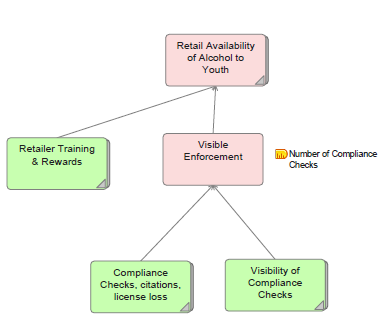 Retail Availability
of Alcohol to
Youth
Retailer Training
& Rewards
Visible
Enforcement
Number of Compliance
Checks
Compliance
Checks, citations,
license loss
Visibility of
Compliance
Checks